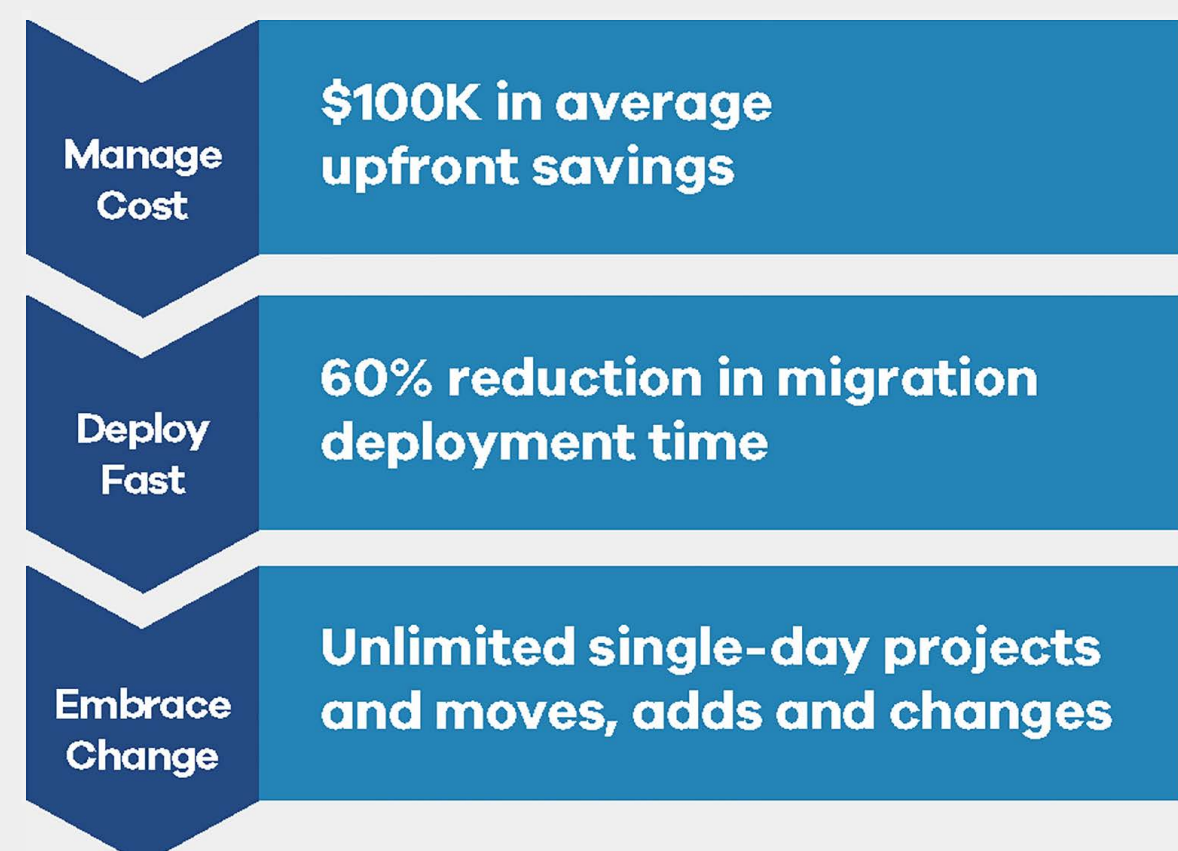 Manage
Cost
$100K in average
upfront savings
Deploy
Fast
60% reduction in migration
deployment time
Embrace
Change
Unlimited single-day projects
and moves, adds and changes